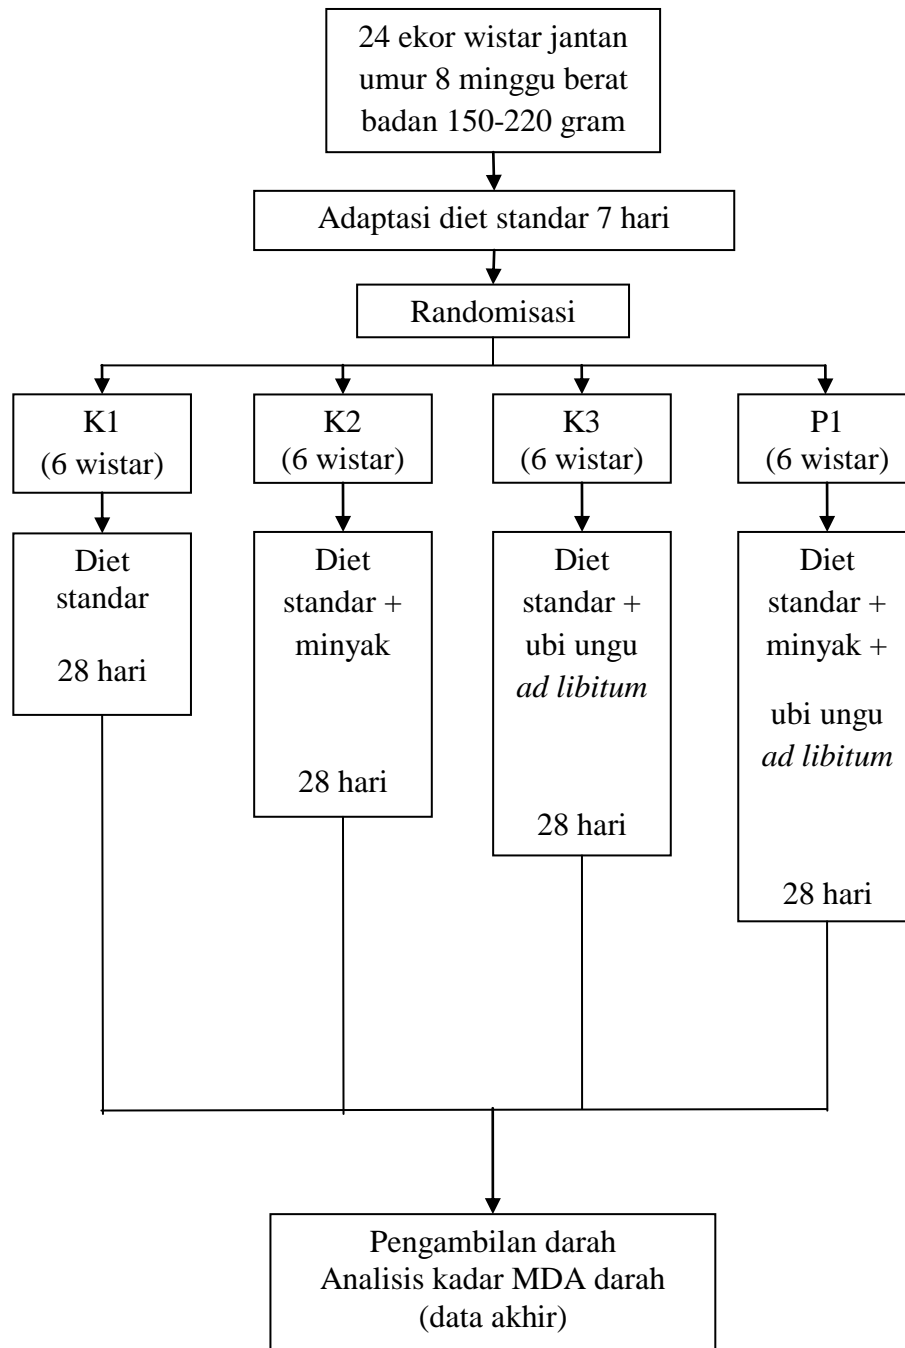 24 ekor wistar jantan
umur 8 minggu berat
badan 150-220 gram
Adaptasi diet standar 7 hari
Randomisasi
K1
(6 wistar)
K2
(6 wistar)
K3
(6 wistar)
P1
(6 wistar)
Diet
standar
28 hari
Diet
standar +
minyak
28 hari
Diet
standar +
ubi ungu
ad libitum
28 hari
Diet
standar +
minyak +
ubi ungu
ad libitum
28 hari
Pengambilan darah
Analisis kadar MDA darah
(data akhir)